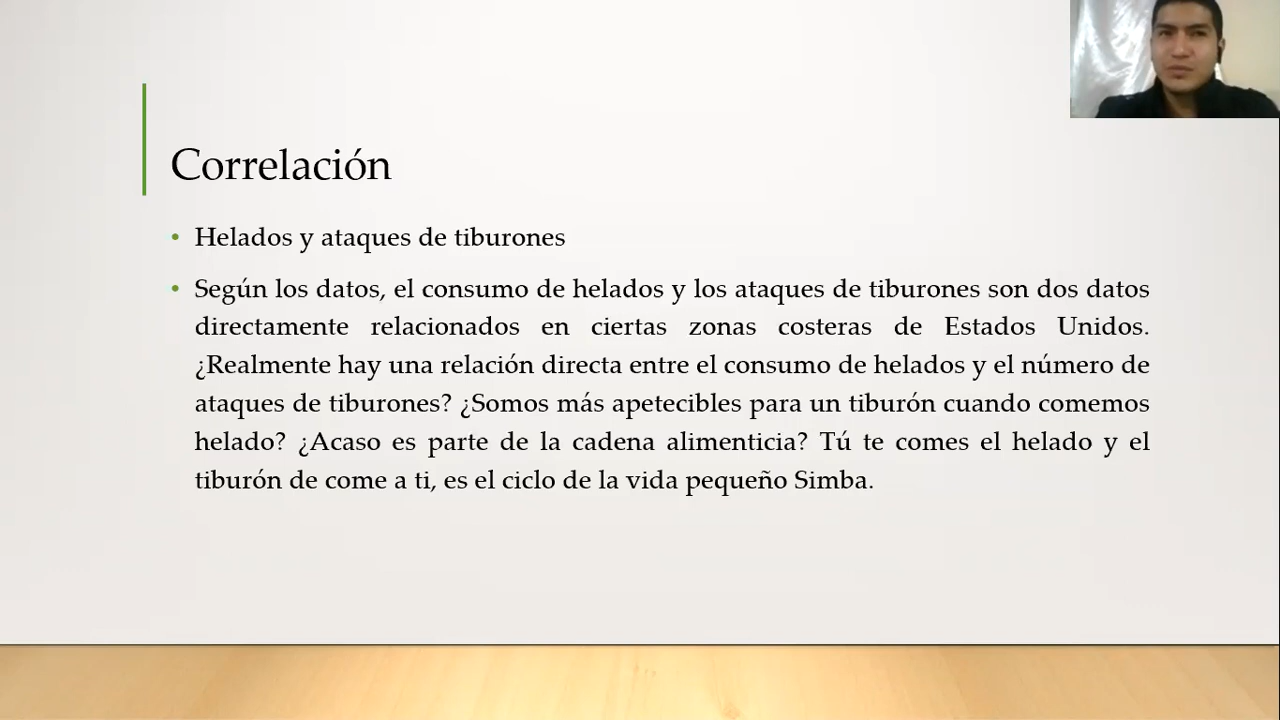 Correlación
• Helados y ataques de tiburones
• Según los datos, el consumo de helados y los ataques de tiburones son dos datos
directamente relacionados en ciertas zonas costeras de Estados Unidos.
¿Realmente hay una relación directa entre el consumo de helados y el número de
ataques de tiburones? ¿Somos más apetecibles para un tiburón cuando comemos
helado? ¿Acaso es parte de la cadena alimenticia? Tú te comes el helado y el
tiburón de come a ti, es el ciclo de la vida pequeño Simba.